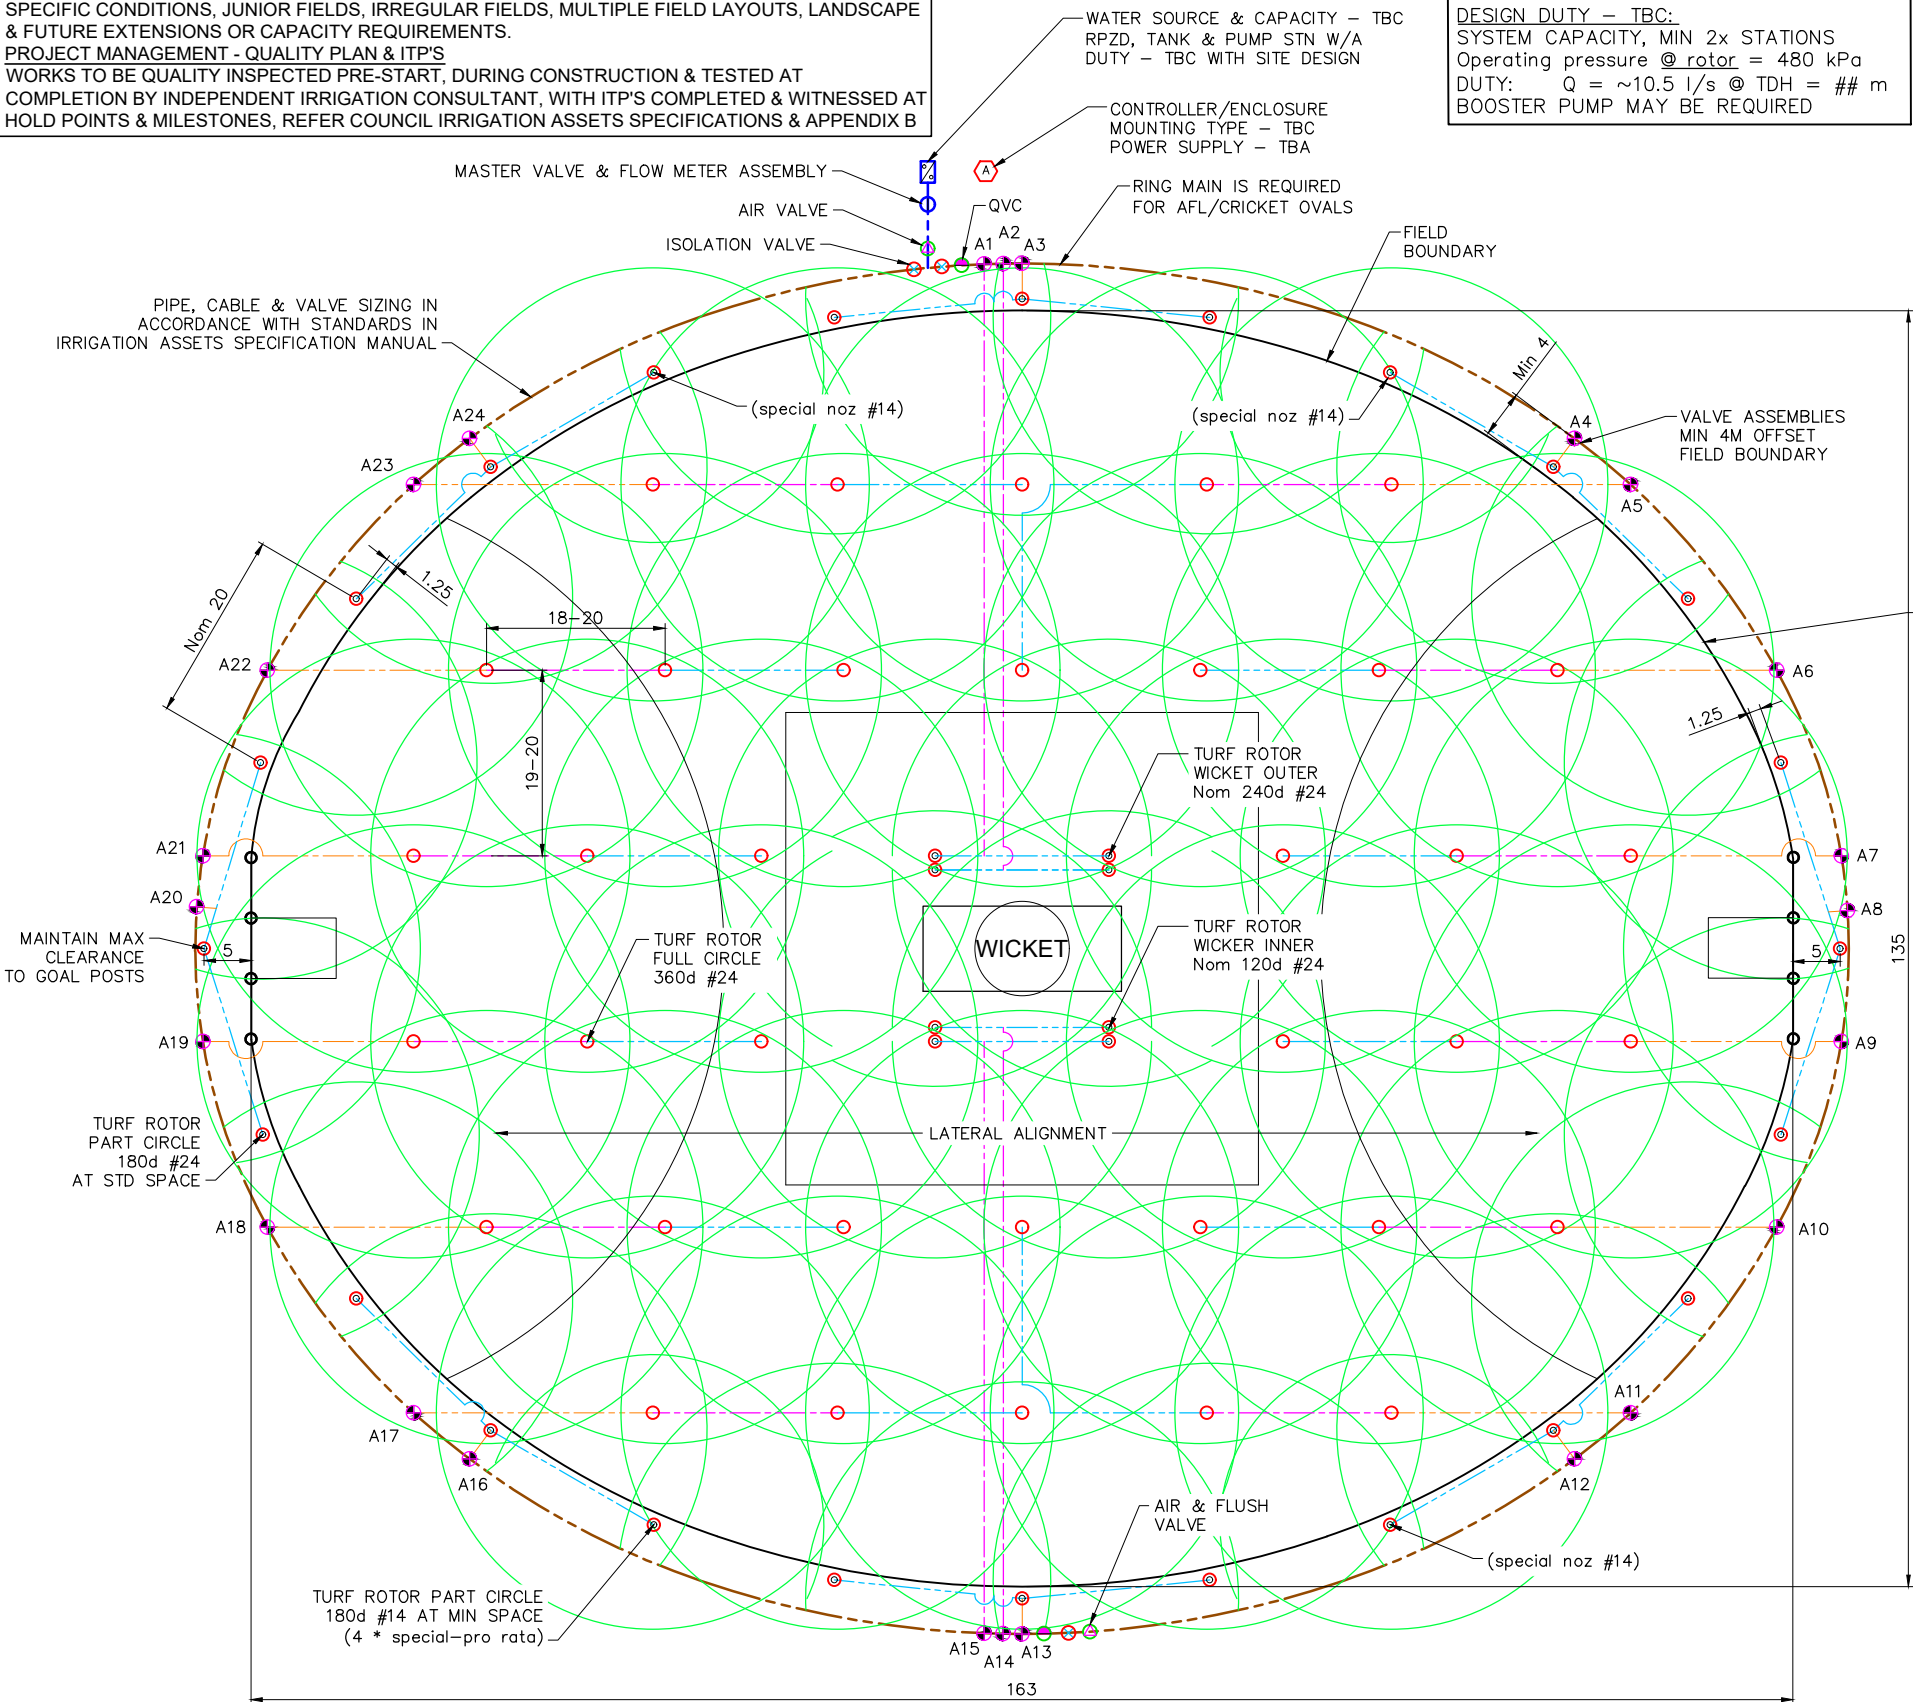 SPECIFIC CONDITIONS, JUNIOR FIELDS, IRREGULAR FIELDS, MULTIPLE FIELD LAYOUTS, LANDSCAPE
& FUTURE EXTENSIONS OR CAPACITY REQUIREMENTS.
PROJECT MANAGEMENT - QUALITY PLAN & ITP'S
WORKS TO BE QUALITY INSPECTED PRE-START, DURING CONSTRUCTION & TESTED AT
COMPLETION BY INDEPENDENT IRRIGATION CONSULTANT, WITH ITP'S COMPLETED & WITNESSED AT
HOLD POINTS & MILESTONES, REFER COUNCIL IRRIGATION ASSETS SPECIFICATIONS & APPENDIX B
WATER SOURCE & CAPACITY – TBC
RPZD, TANK & PUMP STN W/A
DUTY – TBC WITH SITE DESIGN
DESIGN DUTY – TBC:
SYSTEM CAPACITY, MIN 2x STATIONS
Operating pressure @ rotor = 480 kPa
DUTY: Q = ~10.5 l/s @ TDH = ## m
BOOSTER PUMP MAY BE REQUIRED
CONTROLLER/ENCLOSURE
MOUNTING TYPE – TBC
POWER SUPPLY – TBA
A
MASTER VALVE & FLOW METER ASSEMBLY
AIR VALVE
ISOLATION VALVE
QVC
RING MAIN IS REQUIRED
FOR AFL/CRICKET OVALS
A1
A2
A3
FIELD
BOUNDARY
PIPE, CABLE & VALVE SIZING IN
ACCORDANCE WITH STANDARDS IN
IRRIGATION ASSETS SPECIFICATION MANUAL
Min 4
A24
(special noz #14)
(special noz #14)
A4
VALVE ASSEMBLIES
MIN 4M OFFSET
FIELD BOUNDARY
A23
A5
Nom 20
1.25
18–20
A22
A6
19–20
1.25
TURF ROTOR
WICKET OUTER
Nom 240d #24
A21
A7
A20
A8
MAINTAIN MAX
CLEARANCE
TO GOAL POSTS
5
TURF ROTOR
FULL CIRCLE
360d #24
WICKET
TURF ROTOR
WICKER INNER
Nom 120d #24
5
135
A19
A9
TURF ROTOR
PART CIRCLE
180d #24
AT STD SPACE
LATERAL ALIGNMENT
A18
A10
A17
A11
A16
A12
AIR & FLUSH
VALVE
(special noz #14)
TURF ROTOR PART CIRCLE
180d #14 AT MIN SPACE
(4 * special–pro rata)
A15
A14
A13
163